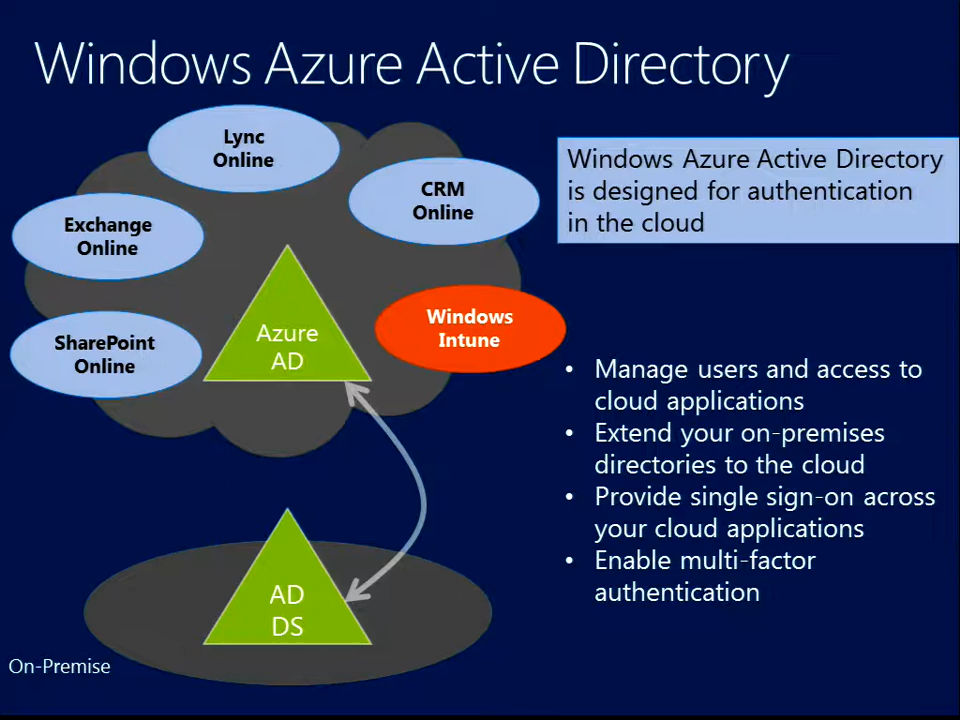 Windows Azure Active Directory
Lync
Online
CRM
Online
Exchange
Online
SharePoint
Online
Azure
AD
Windows
Intune
Windows Azure Active Directory
is designed for authentication
in the cloud
• Manage users and access to
cloud applications
• Extend your on-premises
directories to the cloud
• Provide single sign-on across
your cloud applications
• Enable multi-factor
authentication
AD
DS
On-Premise